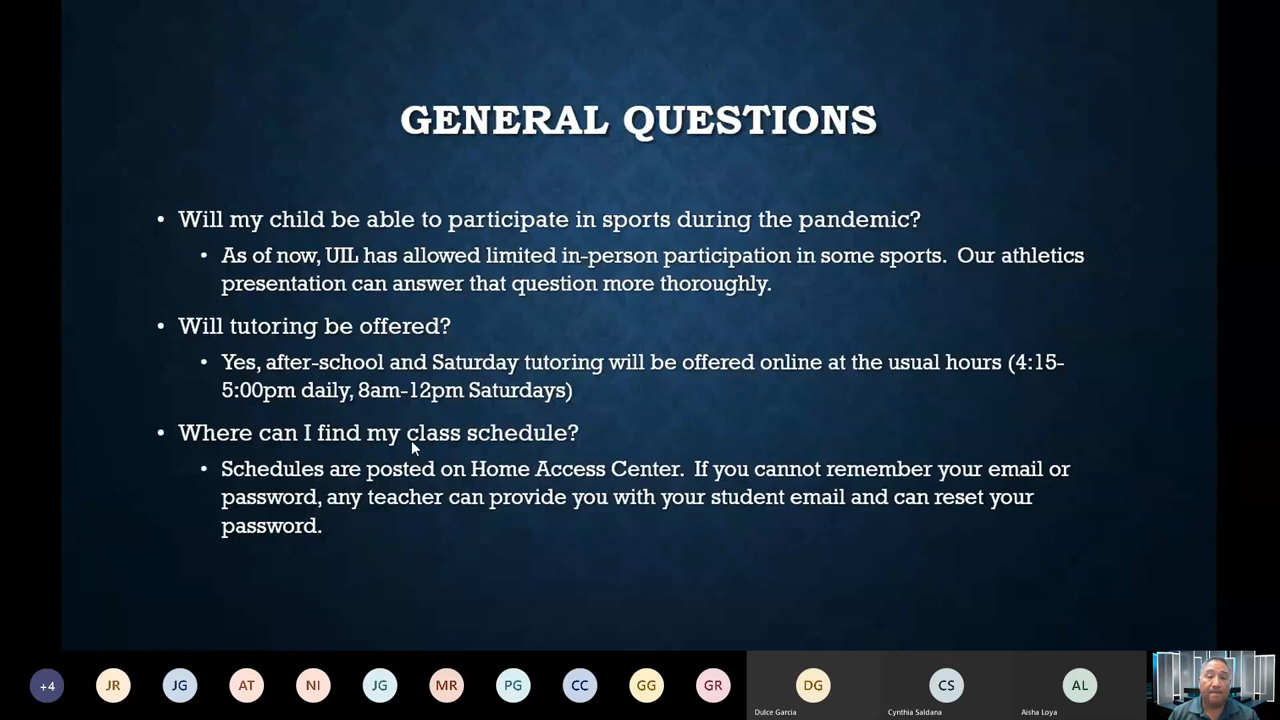 GENERAL QUESTIONS
• Will my child be able to participate in sports during the pandemic?
• As of now, UIL has allowed limited in-person participation in some sports.  Our athletics
presentation can answer that question more thoroughly.
• Will tutoring be offered?
• Yes, after-school and Saturday tutoring will be offered online at the usual hours (4:15-
5:00pm daily, 8am-12pm Saturdays)
• Where can I find my class schedule?
• Schedules are posted on Home Access Center.  If you cannot remember your email or
password, any teacher can provide you with your student email and can reset your
password.
+4 JR JG AT NI JG MR PG CC GG GR DG CS AL
Dulce Garcia Cynthia Saldana Aisha Loya